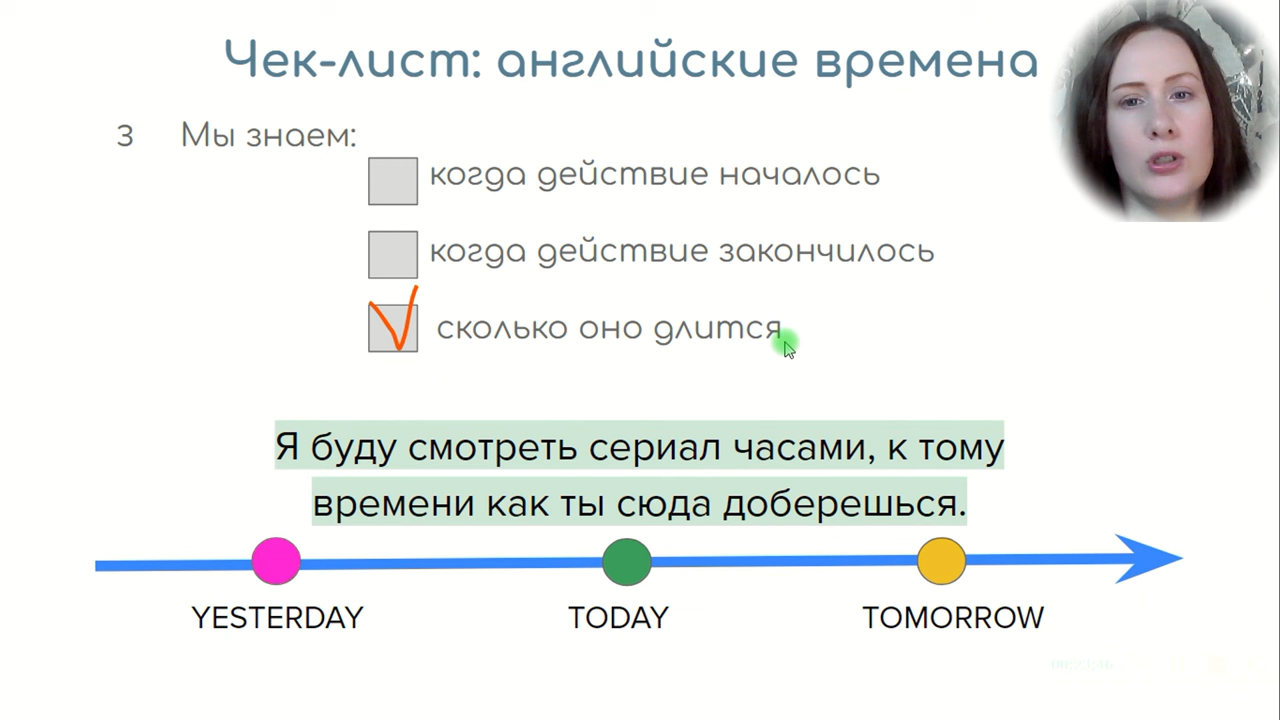 Чек-лист: английские времена
3 Мы знаем:
когда действие началось
когда действие закончилось
сколько оно длится
Я буду смотреть сериал часами, к тому
времени как ты сюда доберешься.
YESTERDAY TODAY TOMORROW